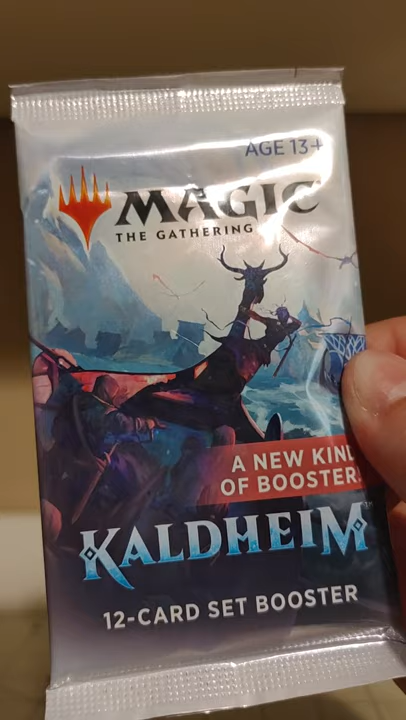 AGE 13+
MAGIC
THE GATHERING
A NEW KIND
OF BOOSTER!
KALDHEIM
12-CARD SET BOOSTER